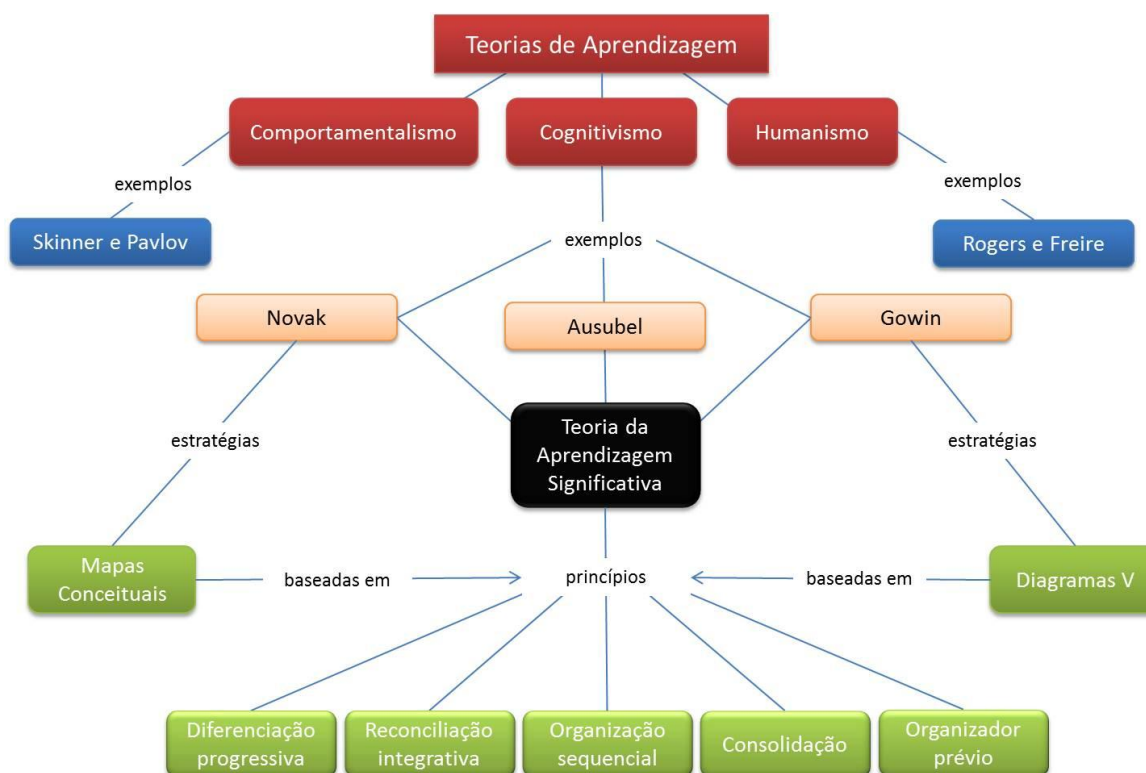 Teorias de Aprendizagem
Comportamentalismo
Cognitivismo
Humanismo
exemplos
exemplos
Skinner e Pavlov
exemplos
Rogers e Freire
Novak
Ausubel
Gowin
Teoria da
Aprendizagem
Significativa
estratégias
estratégias
Mapas
Conceituais
baseadas em
princípios
baseadas em
Diagramas V
Diferenciação
progressiva
Reconciliação
integrativa
Organização
sequencial
Consolidação
Organizador
prévio